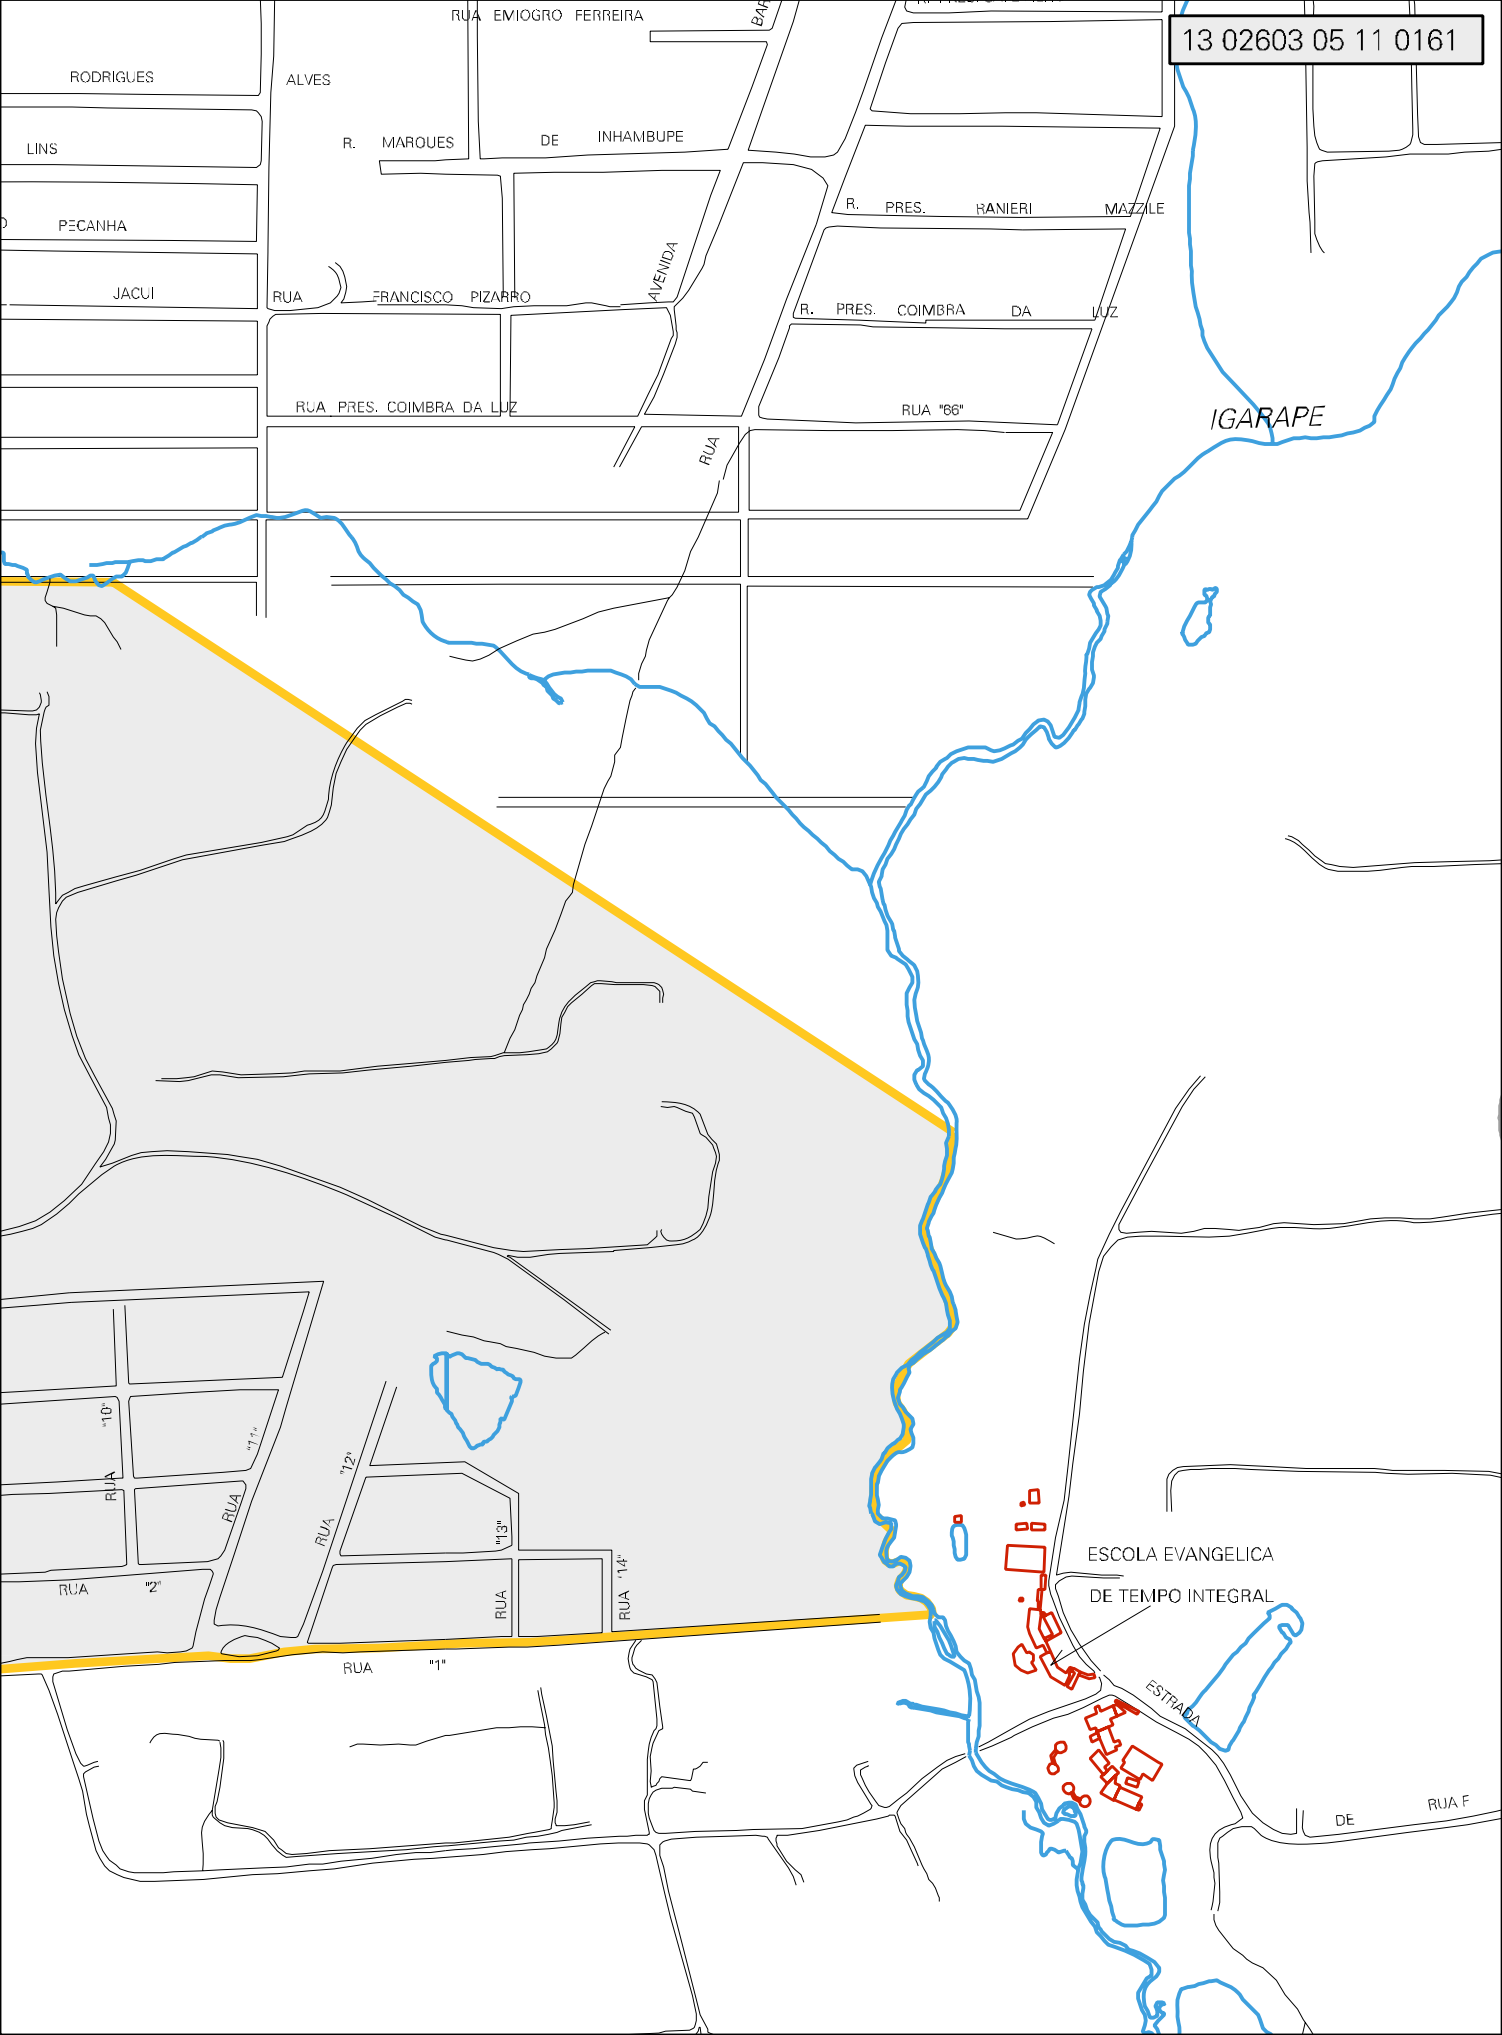 RUA EMIOGRO FERREIRA
13 02603 05 11 0161
RODRIGUES ALVES
R. MARQUES DE INHAMBUPE
LINS
R. PRES. RANIERI MAZZILE
PECANHA
AVENIDA
JACUI
RUA FRANCISCO PIZARRO
R. PRES. COIMBRA DA LUZ
RUA PRES. COIMBRA DA LUZ
RUA "66"
IGARAPE
RUA
RUA "10"
RUA "11"
RUA "12"
RUA "13"
RUA "14"
RUA "2"
RUA "1"
ESCOLA EVANGELICA
DE TEMPO INTEGRAL
ESTRADA
DE
RUA F